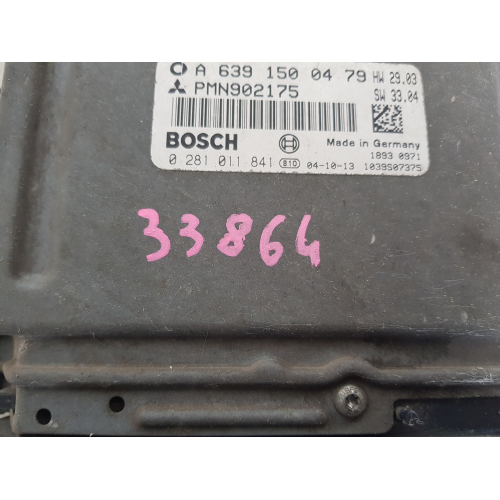 A 639 150 04 79 HW 29.03
PMN902175 SW 33.04
BOSCH Made in Germany
1893 0971
0 281 011 841 810 04-10-13 1039S07375
33864